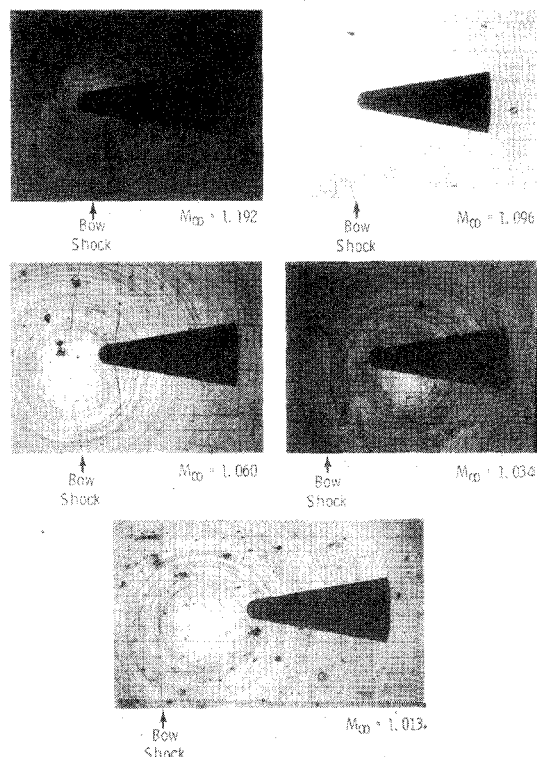 Bow
Shock
M∞ = 1.192
Bow
Shock
M∞ = 1.096
Bow
Shock
M∞ = 1.060
Bow
Shock
M∞ = 1.034
Bow
Shock
M∞ = 1.013.